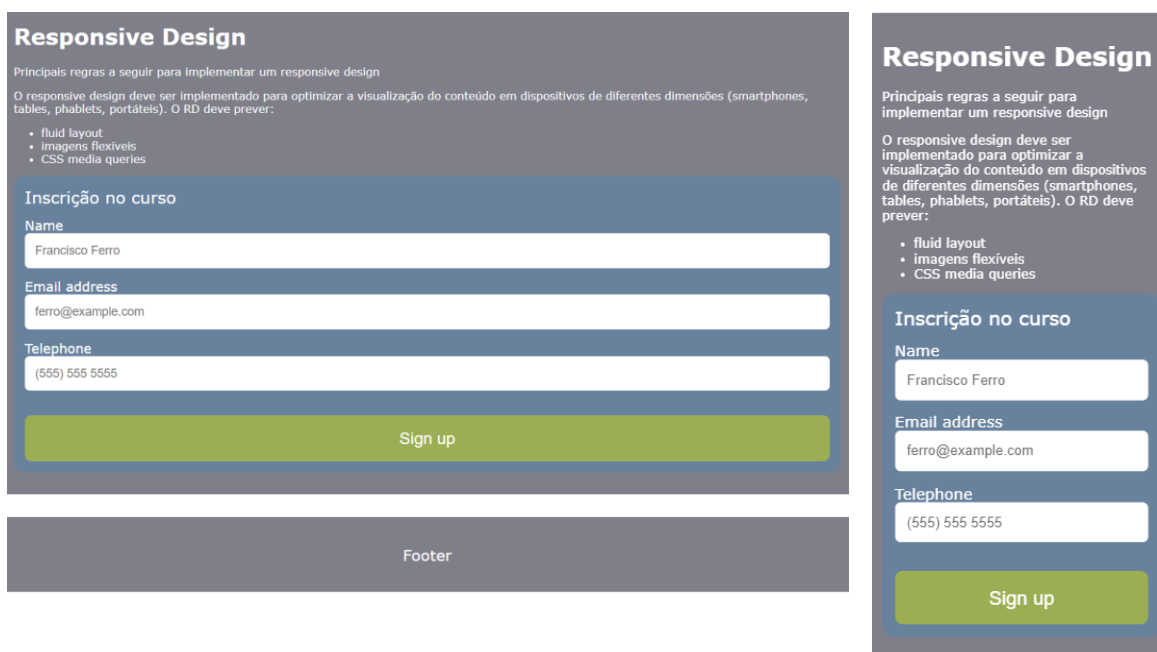 Responsive Design
Principais regras a seguir para implementar um responsive design
O responsive design deve ser implementado para optimizar a visualização do conteúdo em dispositivos de diferentes dimensões (smartphones,
tables, phablets, portáteis). O RD deve prever:
• fluid layout
• imagens flexíveis
• CSS media queries
Inscrição no curso
Name
Francisco Ferro
Email address
ferro@example.com
Telephone
(555) 555 5555
Sign up
Footer
Responsive Design
Principais regras a seguir para
implementar um responsive design
O responsive design deve ser
implementado para optimizar a
visualização do conteúdo em dispositivos
de diferentes dimensões (smartphones,
tables, phablets, portáteis). O RD deve
prever:
• fluid layout
• imagens flexíveis
• CSS media queries
Inscrição no curso
Name
Francisco Ferro
Email address
ferro@example.com
Telephone
(555) 555 5555
Sign up